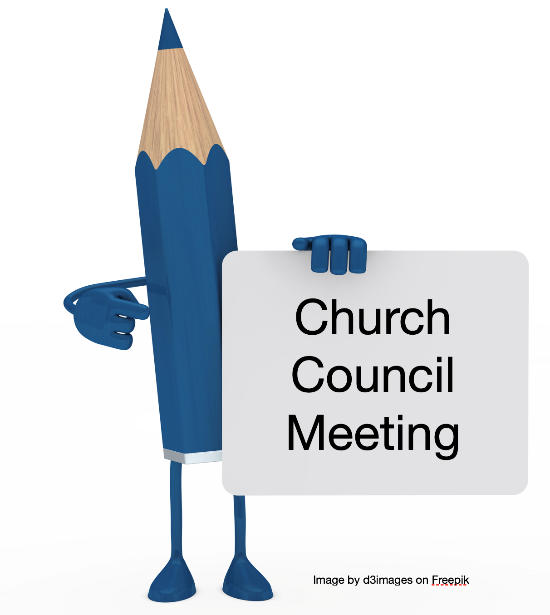 Church
Council
Meeting
Image by d3images on Freepik